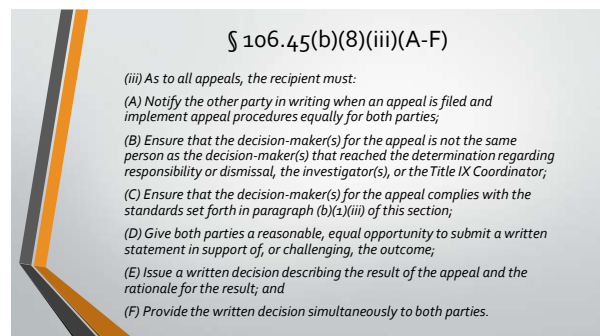 § 106.45(b)(8)(iii)(A-F)
(iii) As to all appeals, the recipient must:
(A) Notify the other party in writing when an appeal is filed and
implement appeal procedures equally for both parties;
(B) Ensure that the decision-maker(s) for the appeal is not the same
person as the decision-maker(s) that reached the determination regarding
responsibility or dismissal, the investigator(s), or the Title IX Coordinator;
(C) Ensure that the decision-maker(s) for the appeal complies with the
standards set forth in paragraph (b)(1)(iii) of this section;
(D) Give both parties a reasonable, equal opportunity to submit a written
statement in support of, or challenging, the outcome;
(E) Issue a written decision describing the result of the appeal and the
rationale for the result; and
(F) Provide the written decision simultaneously to both parties.